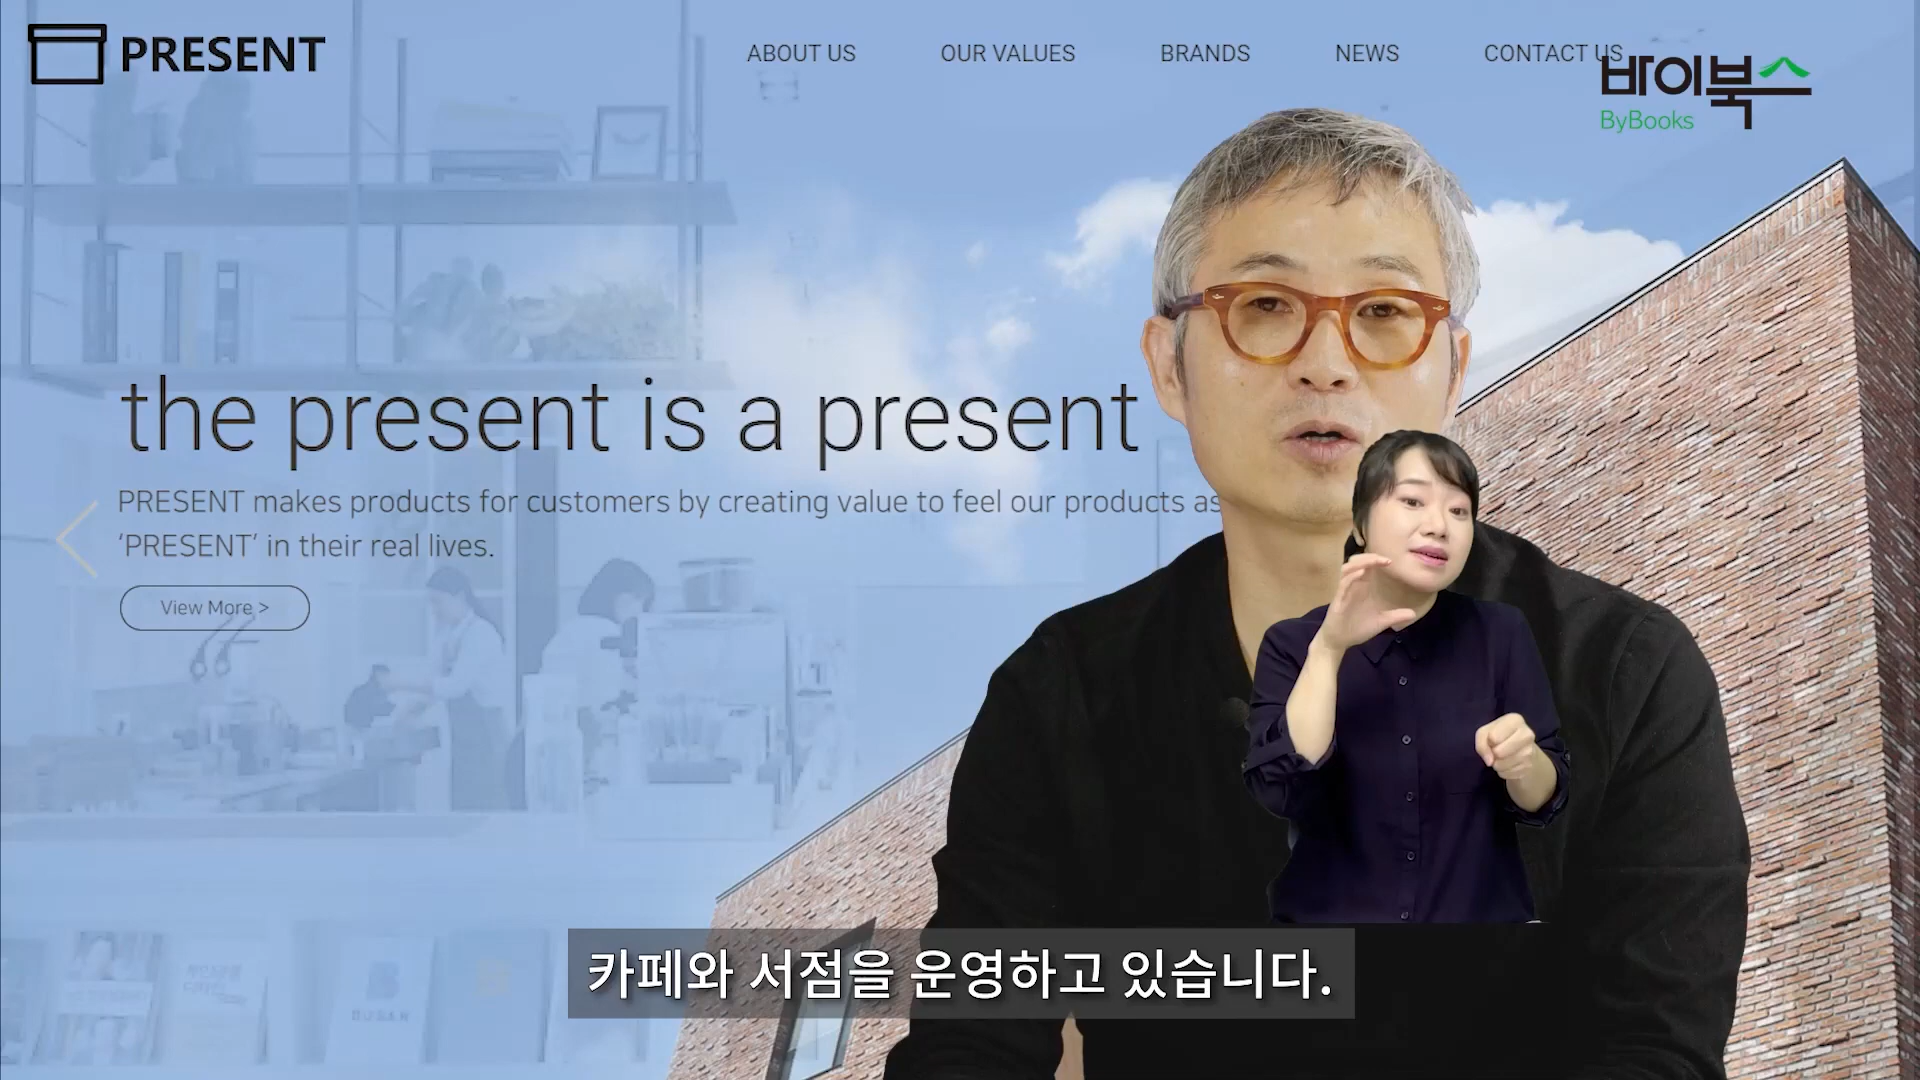 PRESENT
ABOUT US
OUR VALUES
BRANDS
NEWS
CONTACT US
바이북스
ByBooks
the present is a present
PRESENT makes products for customers by creating value to feel our products as
‘PRESENT’ in their real lives.
View More >
카페와 서점을 운영하고 있습니다.